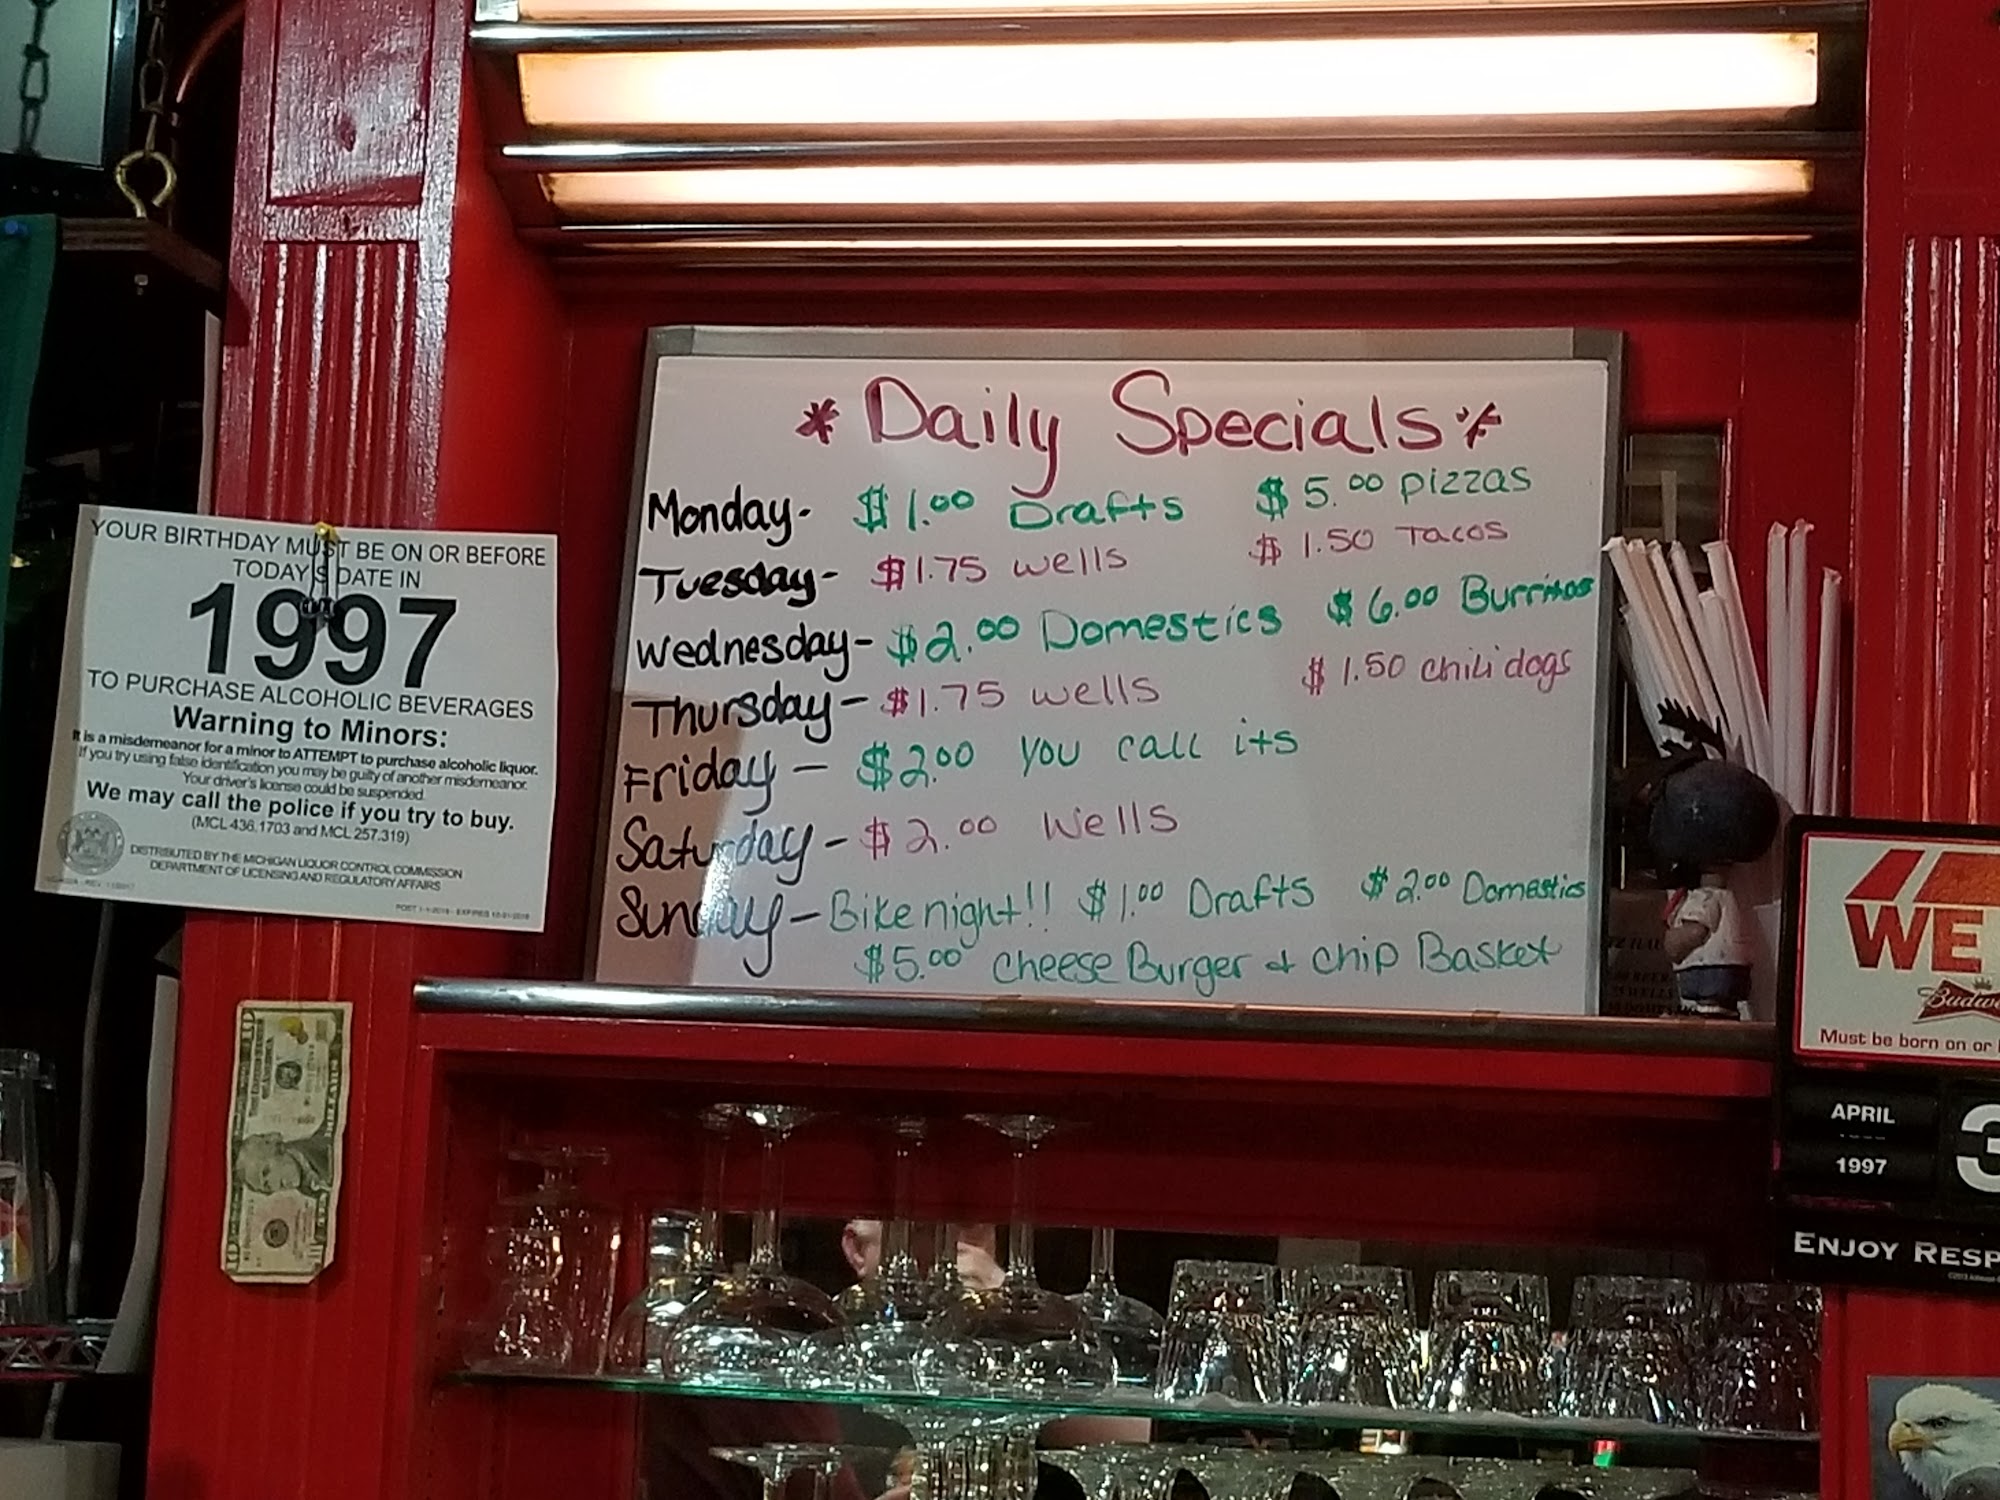 YOUR BIRTHDAY MUST BE ON OR BEFORE
TODAY'S DATE IN
1997
TO PURCHASE ALCOHOLIC BEVERAGES
Warning to Minors:
It is a misdemeanor for a minor to ATTEMPT to purchase alcoholic liquor.
If you try using false identification you may be guilty of another misdemeanor.
Your driver's license could be suspended.
We may call the police if you try to buy.
(MCL 436.1703 and MCL 257.319)
DISTRIBUTED BY THE MICHIGAN LIQUOR CONTROL COMMISSION
DEPARTMENT OF LICENSING AND REGULATORY AFFAIRS
* Daily Specials *
Monday- $1.00 Drafts $5.00 pizzas
Tuesday- $1.75 wells $1.50 Tacos
Wednesday- $2.00 Domestics $6.00 Burritos
Thursday- $1.75 wells $1.50 chili dogs
Friday- $2.00 you call its
Saturday- $2.00 Wells
Sunday- Bike night!! $1.00 Drafts $2.00 Domestics
$5.00 cheese Burger & chip Basket
WE
Budw
Must be born on or
APRIL 3
1997
ENJOY RESP